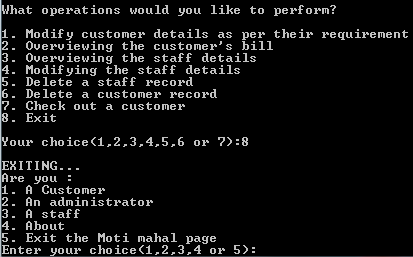 What operations would you like to perform?
1. Modify customer details as per their requirement
2. Overviewing the customer's bill
3. Overviewing the staff details
4. Modifying the staff details
5. Delete a staff record
6. Delete a customer record
7. Check out a customer
8. Exit
Your choice(1,2,3,4,5,6 or 7):8
EXITING...
Are you :
1. A Customer
2. An administrator
3. A staff
4. About
5. Exit the Moti mahal page
Enter your choice(1,2,3,4 or 5):